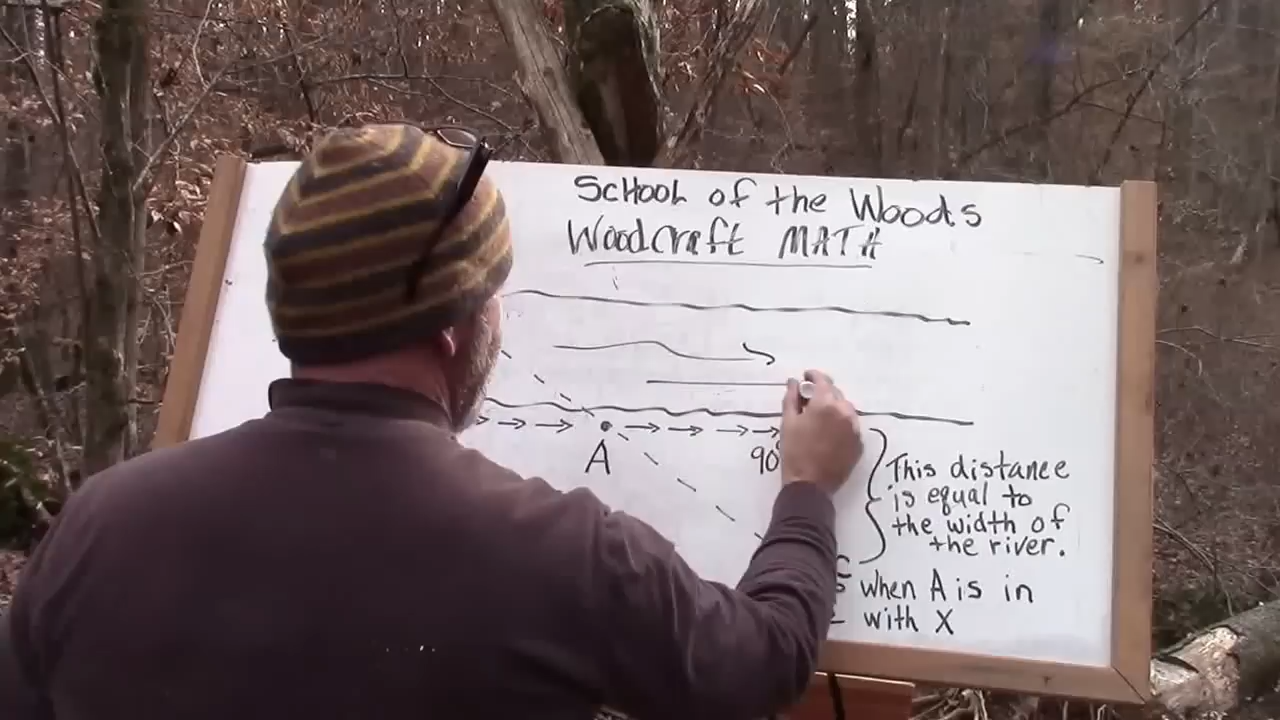 SCHOOL of the Woods
Woodcraft MATH
A
90
This distance
is equal to
the width of
the river.
when A is in
with X